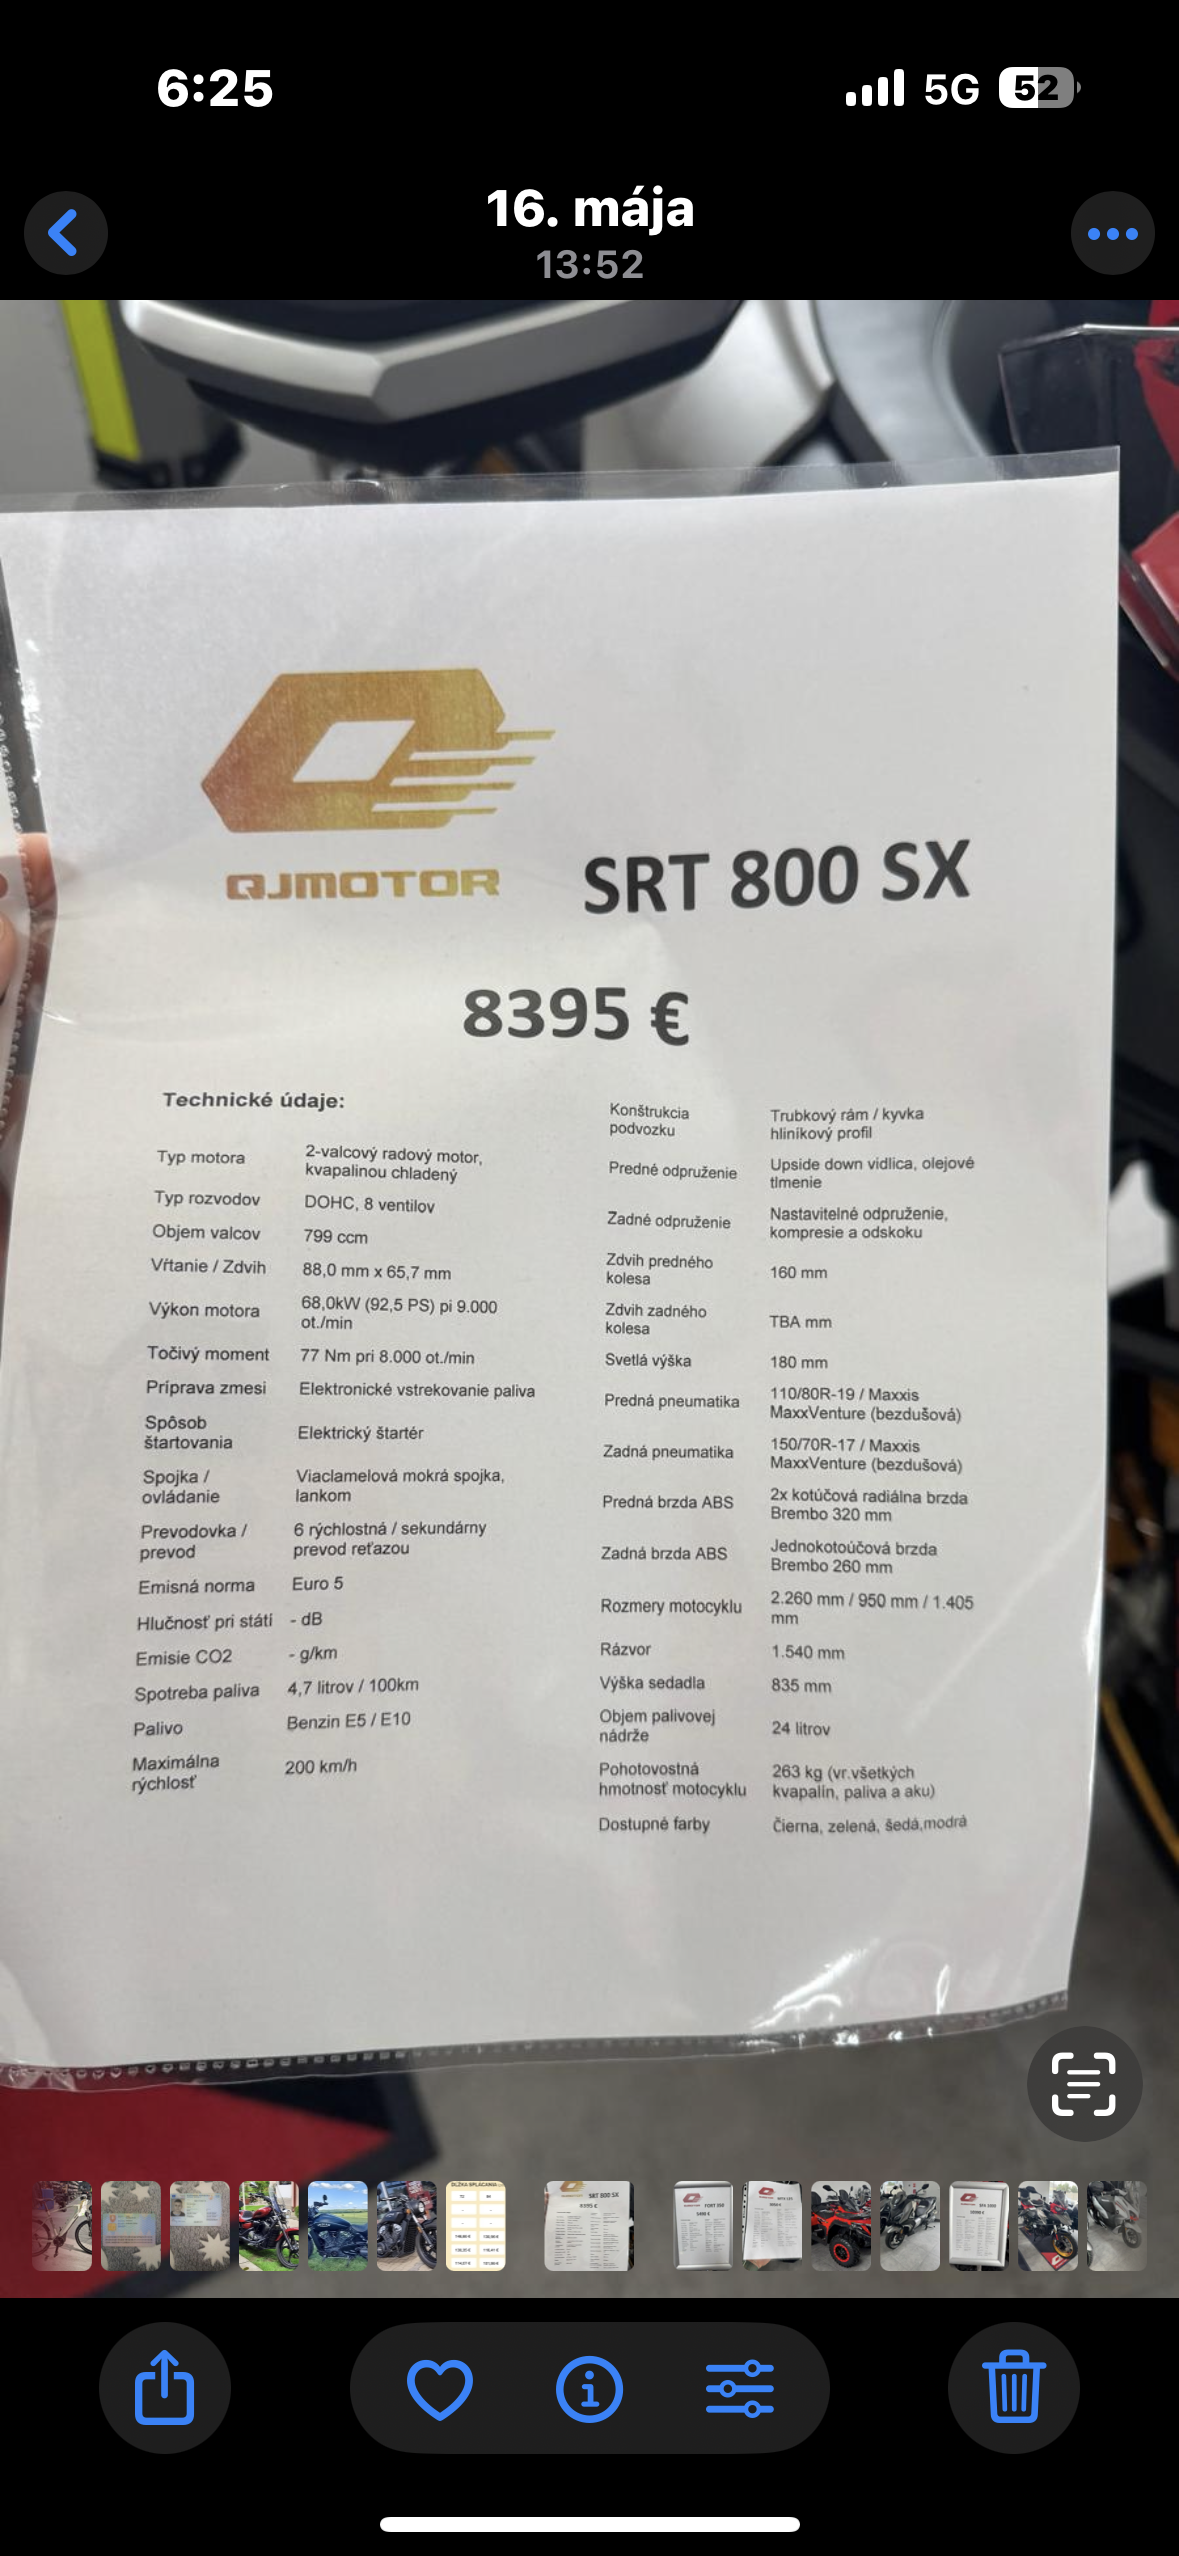 6:25
5G
52
16. mája
13:52
QJMOTOR
SRT 800 SX
8395 €
Technické údaje:
Typ motora 2-valcový radový motor,
kvapalinou chladený
Typ rozvodov DOHC, 8 ventilov
Objem valcov 799 ccm
Vŕtanie / Zdvih 88,0 mm x 65,7 mm
Výkon motora 68,0kW (92,5 PS) pi 9.000
ot./min
Točivý moment 77 Nm pri 8.000 ot./min
Príprava zmesi Elektronické vstrekovanie paliva
Spôsob
štartovania Elektrický štartér
Spojka /
ovládanie Viaclamelová mokrá spojka,
lankom
Prevodovka /
prevod 6 rýchlostná / sekundárny
prevod reťazou
Emisná norma Euro 5
Hlučnosť pri státí - dB
Emisie CO2 - g/km
Spotreba paliva 4,7 litrov / 100km
Palivo Benzin E5 / E10
Maximálna
rýchlosť 200 km/h
Konštrukcia
podvozku Trubkový rám / kyvka
hliníkový profil
Predné odpruženie Upside down vidlica, olejové
tlmenie
Zadné odpruženie Nastavitelné odpruženie,
kompresie a odskoku
Zdvih predného
kolesa 160 mm
Zdvih zadného
kolesa TBA mm
Svetlá výška 180 mm
Predná pneumatika 110/80R-19 / Maxxis
MaxxVenture (bezdušová)
Zadná pneumatika 150/70R-17 / Maxxis
MaxxVenture (bezdušová)
Predná brzda ABS 2x kotúčová radiálna brzda
Brembo 320 mm
Zadná brzda ABS Jednokotoúčová brzda
Brembo 260 mm
Rozmery motocyklu 2.260 mm / 950 mm / 1.405
mm
Rázvor 1.540 mm
Výška sedadla 835 mm
Objem palivovej
nádrže 24 litrov
Pohotovostná
hmotnosť motocyklu 263 kg (vr.všetkých
kvapalín, paliva a aku)
Dostupné farby Čierna, zelená, šedá,modrá
SRT 800 SX
8395 €